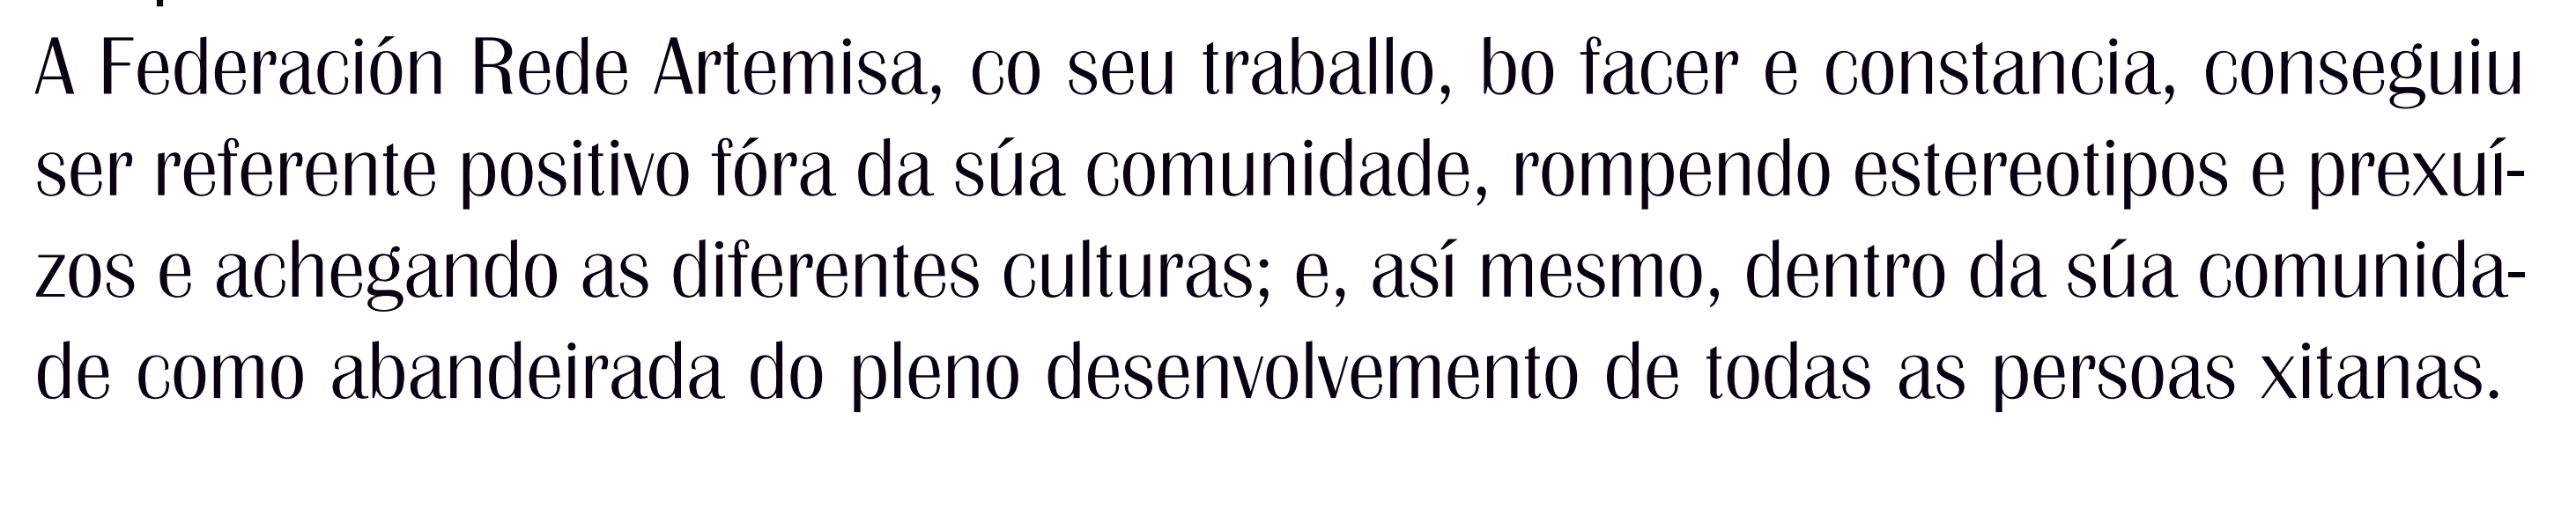 A Federación Rede Artemisa, co seu traballo, bo facer e constancia, conseguiu
ser referente positivo fóra da súa comunidade, rompendo estereotipos e prexuí-
zos e achegando as diferentes culturas; e, así mesmo, dentro da súa comunida-
de como abandeirada do pleno desenvolvemento de todas as persoas xitanas.